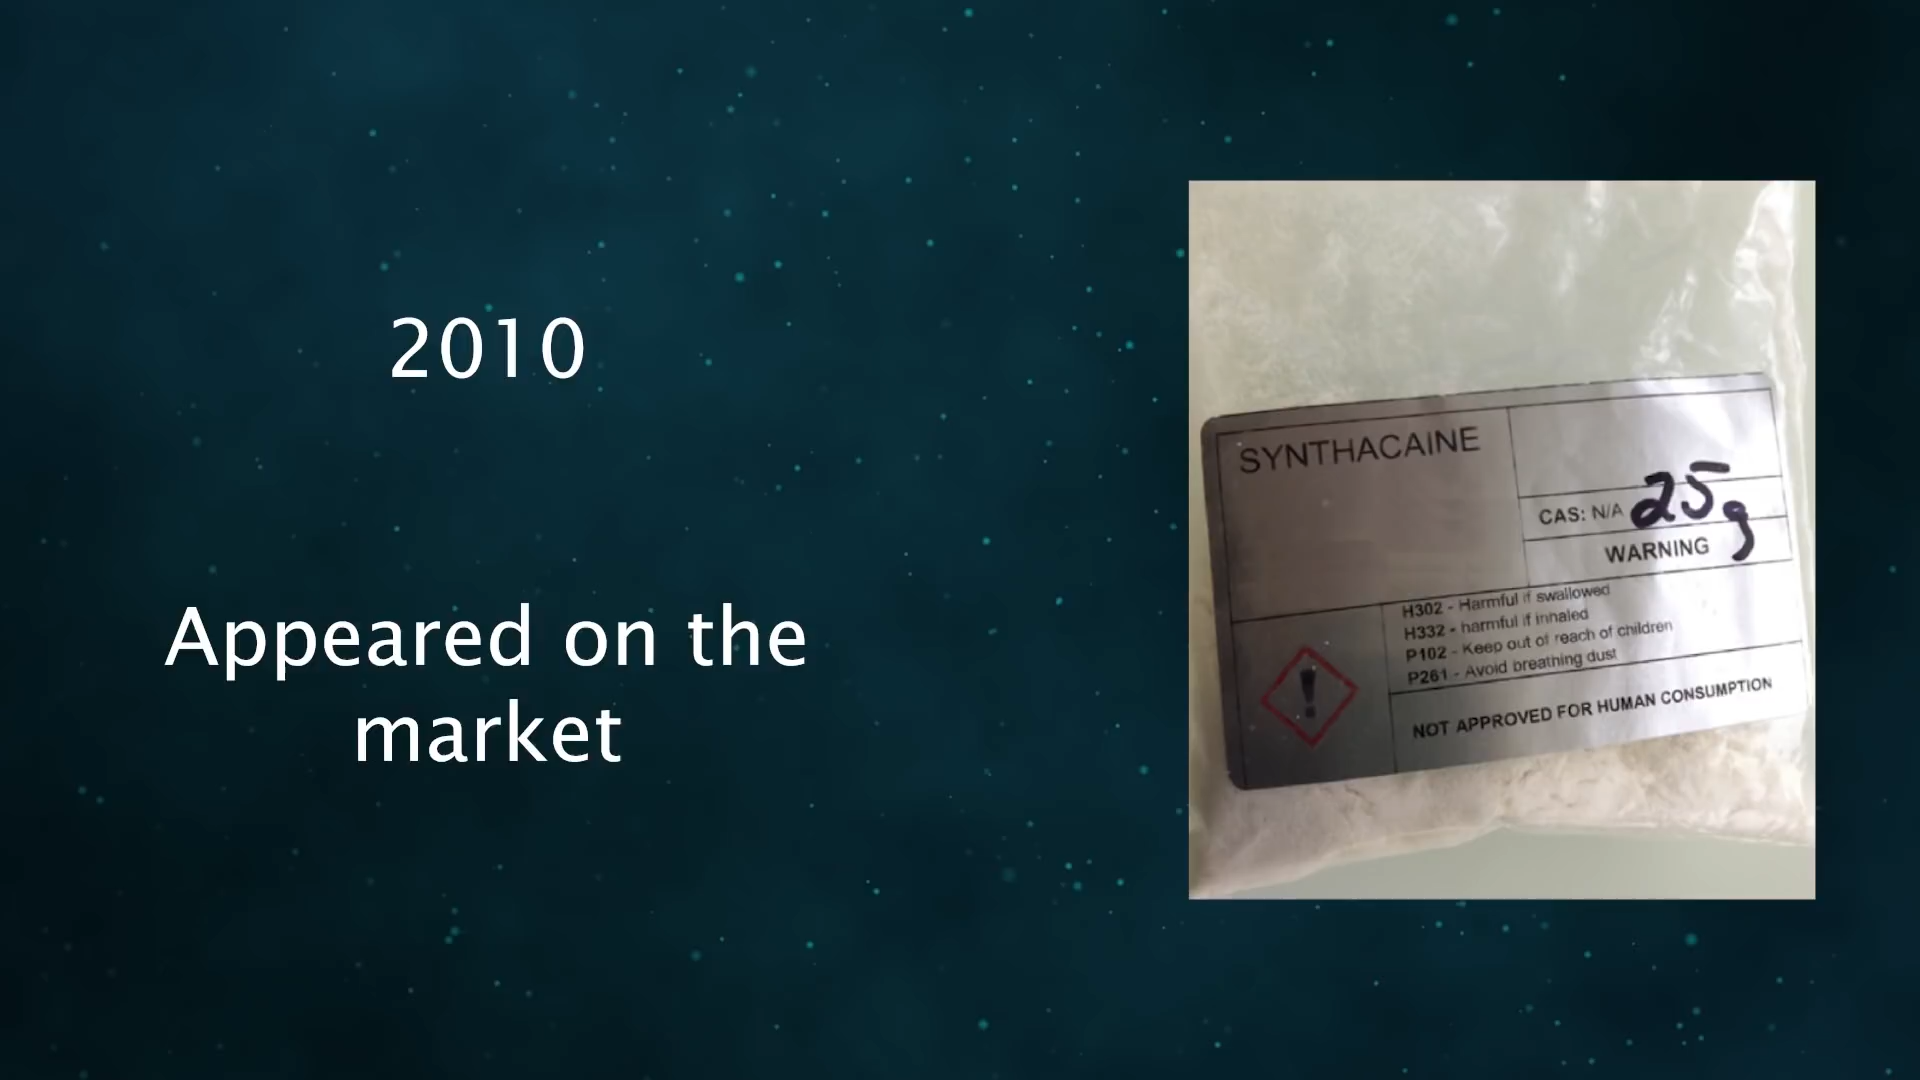 2010
Appeared on the
market
SYNTHACAINE
CAS: N/A
25g
WARNING
H302 - Harmful if swallowed
H332 - harmful if inhaled
P102 - Keep out of reach of children
P261 - Avoid breathing dust
NOT APPROVED FOR HUMAN CONSUMPTION